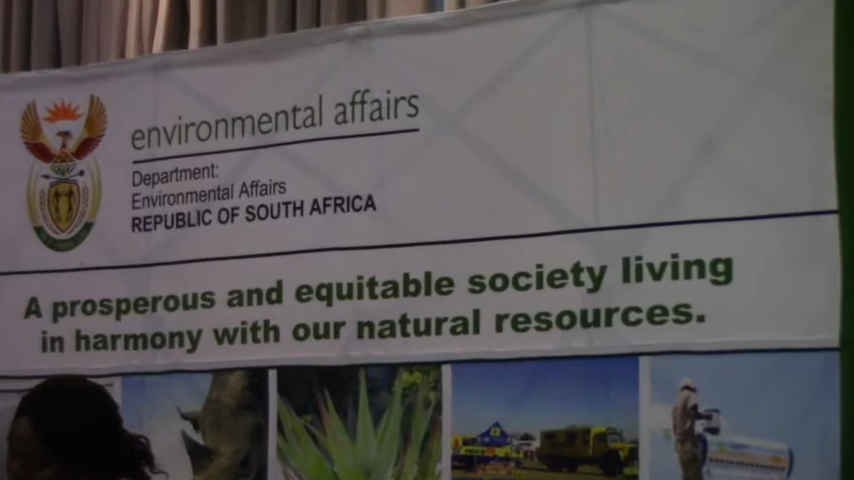 environmental affairs
Department:
Environmental Affairs
REPUBLIC OF SOUTH AFRICA
A prosperous and equitable society living
in harmony with our natural resources.